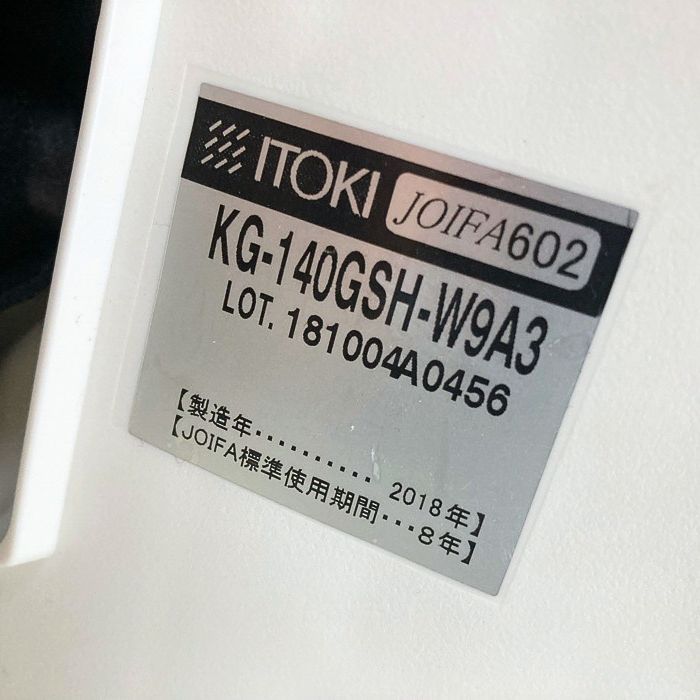 ITOKI JOIFA602
KG-140GSH-W9A3
LOT. 181004A0456
【製造年.......... 2018年】
【JOIFA標準使用期間...8年】